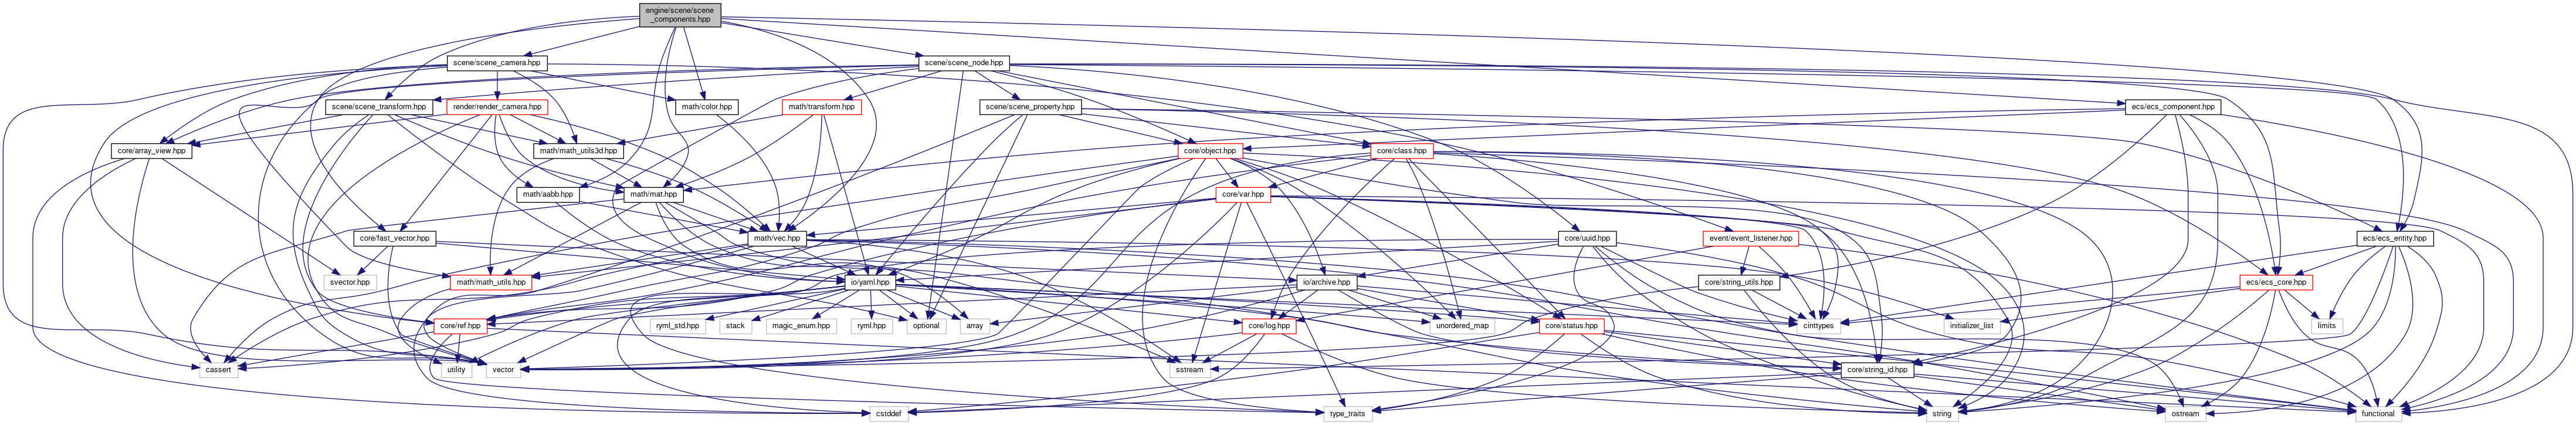 engine/scene/scene
_components.hpp
scene/scene_camera.hpp
scene/scene_node.hpp
scene/scene_transform.hpp
render/render_camera.hpp
math/color.hpp
math/transform.hpp
scene/scene_property.hpp
ecs/ecs_component.hpp
core/array_view.hpp
math/math_utils3d.hpp
core/object.hpp
core/class.hpp
math/aabb.hpp
math/mat.hpp
core/var.hpp
core/fast_vector.hpp
math/vec.hpp
core/uuid.hpp
event/event_listener.hpp
ecs/ecs_entity.hpp
svector.hpp
math/math_utils.hpp
io/yaml.hpp
io/archive.hpp
core/string_utils.hpp
ecs/ecs_core.hpp
core/ref.hpp
ryml_std.hpp
stack
magic_enum.hpp
ryml.hpp
optional
array
core/log.hpp
unordered_map
core/status.hpp
cinttypes
initializer_list
limits
cassert
utility
vector
sstream
core/string_id.hpp
cstddef
type_traits
string
ostream
functional